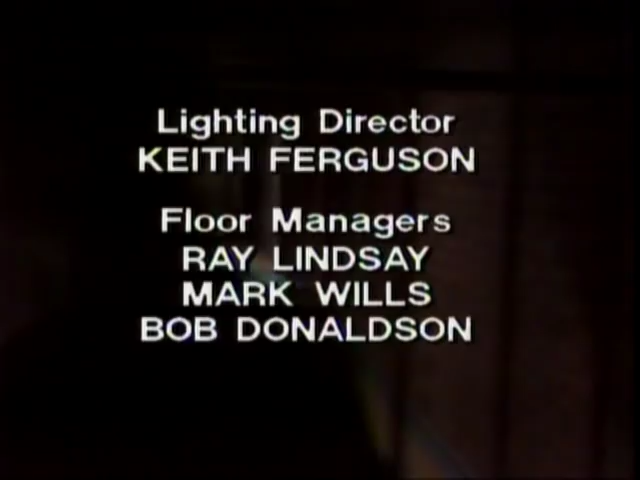 Lighting Director
KEITH FERGUSON
Floor Managers
RAY LINDSAY
MARK WILLS
BOB DONALDSON